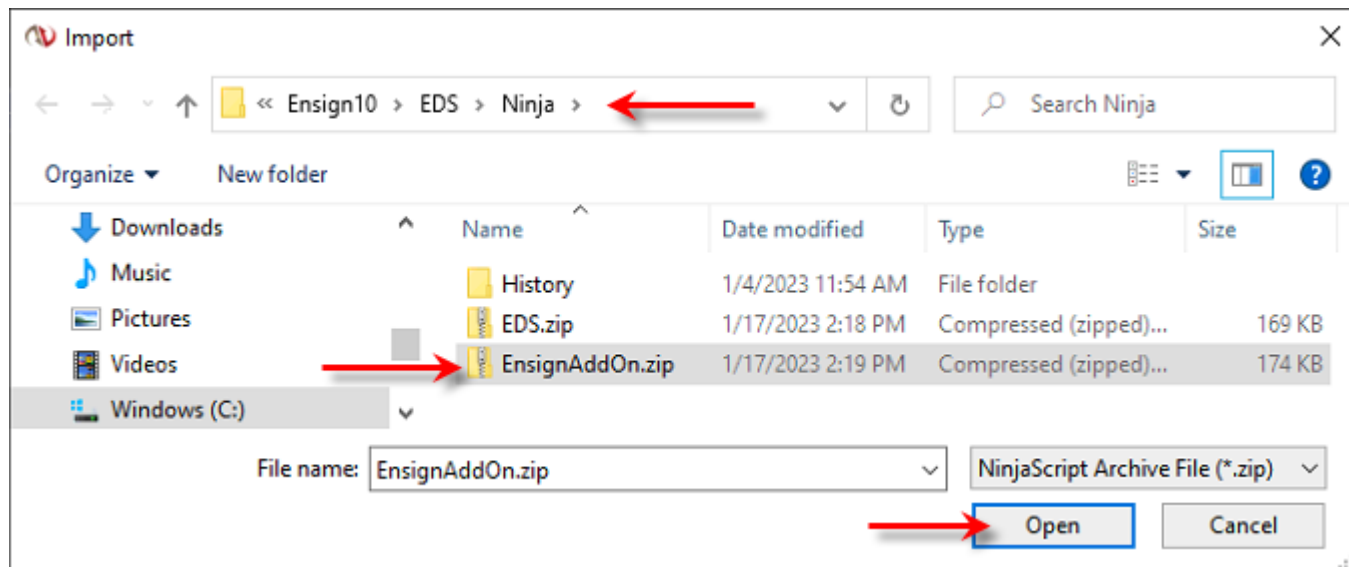 Import
« Ensign10 > EDS > Ninja >
Search Ninja
Organize
New folder
Name Date modified Type Size
Downloads
Music
Pictures
Videos
Windows (C:)
History 1/4/2023 11:54 AM File folder
EDS.zip 1/17/2023 2:18 PM Compressed (zipped)... 169 KB
EnsignAddOn.zip 1/17/2023 2:19 PM Compressed (zipped)... 174 KB
File name: EnsignAddOn.zip NinjaScript Archive File (*.zip)
Open Cancel